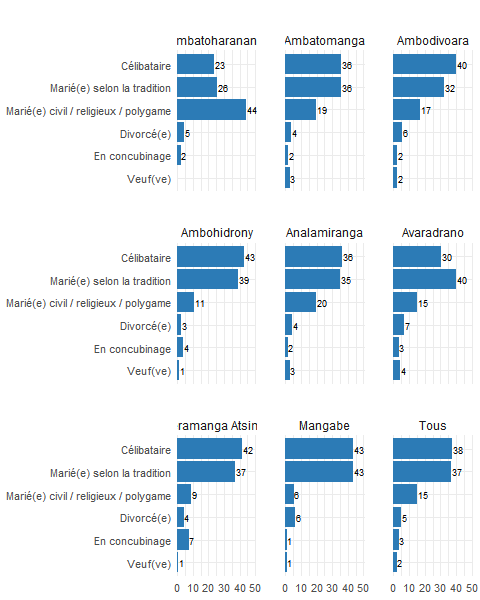 mbatoharanan Ambatomanga Ambodivoara
Célibataire 23 36 40
Marié(e) selon la tradition 26 36 32
Marié(e) civil / religieux / polygame 44 19 17
Divorcé(e) 5 4 6
En concubinage 2 2 2
Veuf(ve) 3 2
Ambohidrony Analamiranga Avaradrano
Célibataire 43 36 30
Marié(e) selon la tradition 39 35 40
Marié(e) civil / religieux / polygame 11 20 15
Divorcé(e) 3 4 7
En concubinage 4 2 3
Veuf(ve) 1 3 4
ramanga Atsin Mangabe Tous
Célibataire 42 43 38
Marié(e) selon la tradition 37 43 37
Marié(e) civil / religieux / polygame 9 6 15
Divorcé(e) 4 6 5
En concubinage 7 1 3
Veuf(ve) 1 1 2
0 10 20 30 40 50 0 10 20 30 40 50 0 10 20 30 40 50